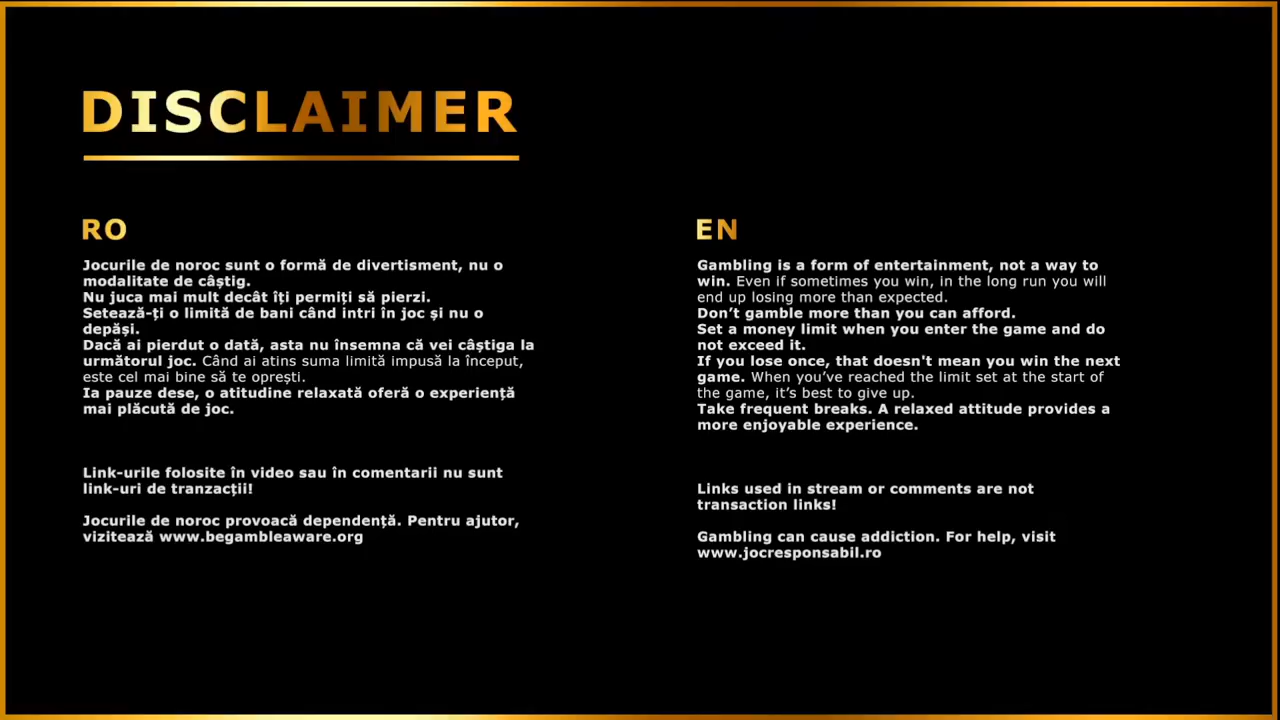 DISCLAIMER
RO
Jocurile de noroc sunt o formă de divertisment, nu o
modalitate de câștig.
Nu juca mai mult decât îți permiți să pierzi.
Setează-ți o limită de bani când intri în joc și nu o
depăși.
Dacă ai pierdut o dată, asta nu însemna că vei câștiga la
următorul joc. Când ai atins suma limită impusă la început,
este cel mai bine să te oprești.
Ia pauze dese, o atitudine relaxată oferă o experiență
mai plăcută de joc.
Link-urile folosite în video sau în comentarii nu sunt
link-uri de tranzacții!
Jocurile de noroc provoacă dependență. Pentru ajutor,
vizitează www.begambleaware.org
EN
Gambling is a form of entertainment, not a way to
win. Even if sometimes you win, in the long run you will
end up losing more than expected.
Don’t gamble more than you can afford.
Set a money limit when you enter the game and do
not exceed it.
If you lose once, that doesn't mean you win the next
game. When you’ve reached the limit set at the start of
the game, it’s best to give up.
Take frequent breaks. A relaxed attitude provides a
more enjoyable experience.
Links used in stream or comments are not
transaction links!
Gambling can cause addiction. For help, visit
www.jocresponsabil.ro